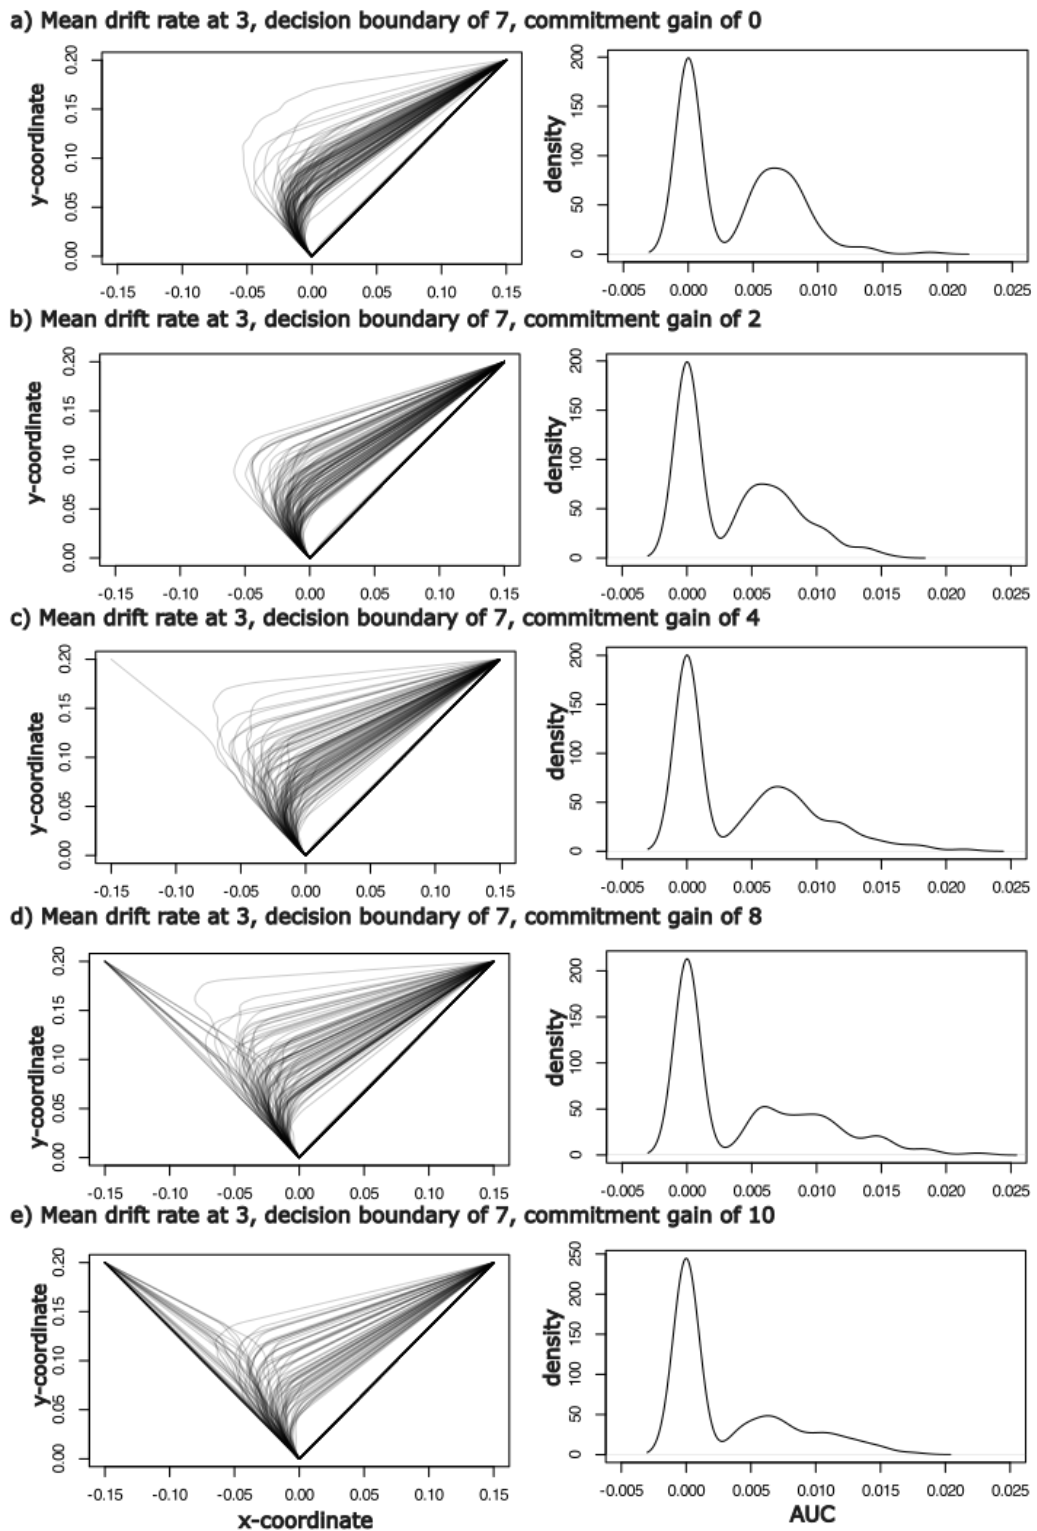 a) Mean drift rate at 3, decision boundary of 7, commitment gain of 0
y-coordinate
0.00 0.05 0.10 0.15 0.20
-0.15 -0.10 -0.05 0.00 0.05 0.10 0.15
density
0 50 100 150 200
-0.005 0.000 0.005 0.010 0.015 0.020 0.025
b) Mean drift rate at 3, decision boundary of 7, commitment gain of 2
y-coordinate
0.00 0.05 0.10 0.15 0.20
-0.15 -0.10 -0.05 0.00 0.05 0.10 0.15
density
0 50 100 150 200
-0.005 0.000 0.005 0.010 0.015 0.020 0.025
c) Mean drift rate at 3, decision boundary of 7, commitment gain of 4
y-coordinate
0.00 0.05 0.10 0.15 0.20
-0.15 -0.10 -0.05 0.00 0.05 0.10 0.15
density
0 50 100 150 200
-0.005 0.000 0.005 0.010 0.015 0.020 0.025
d) Mean drift rate at 3, decision boundary of 7, commitment gain of 8
y-coordinate
0.00 0.05 0.10 0.15 0.20
-0.15 -0.10 -0.05 0.00 0.05 0.10 0.15
density
0 50 100 150 200
-0.005 0.000 0.005 0.010 0.015 0.020 0.025
e) Mean drift rate at 3, decision boundary of 7, commitment gain of 10
y-coordinate
0.00 0.05 0.10 0.15 0.20
-0.15 -0.10 -0.05 0.00 0.05 0.10 0.15
x-coordinate
density
0 50 100 150 200 250
-0.005 0.000 0.005 0.010 0.015 0.020 0.025
AUC